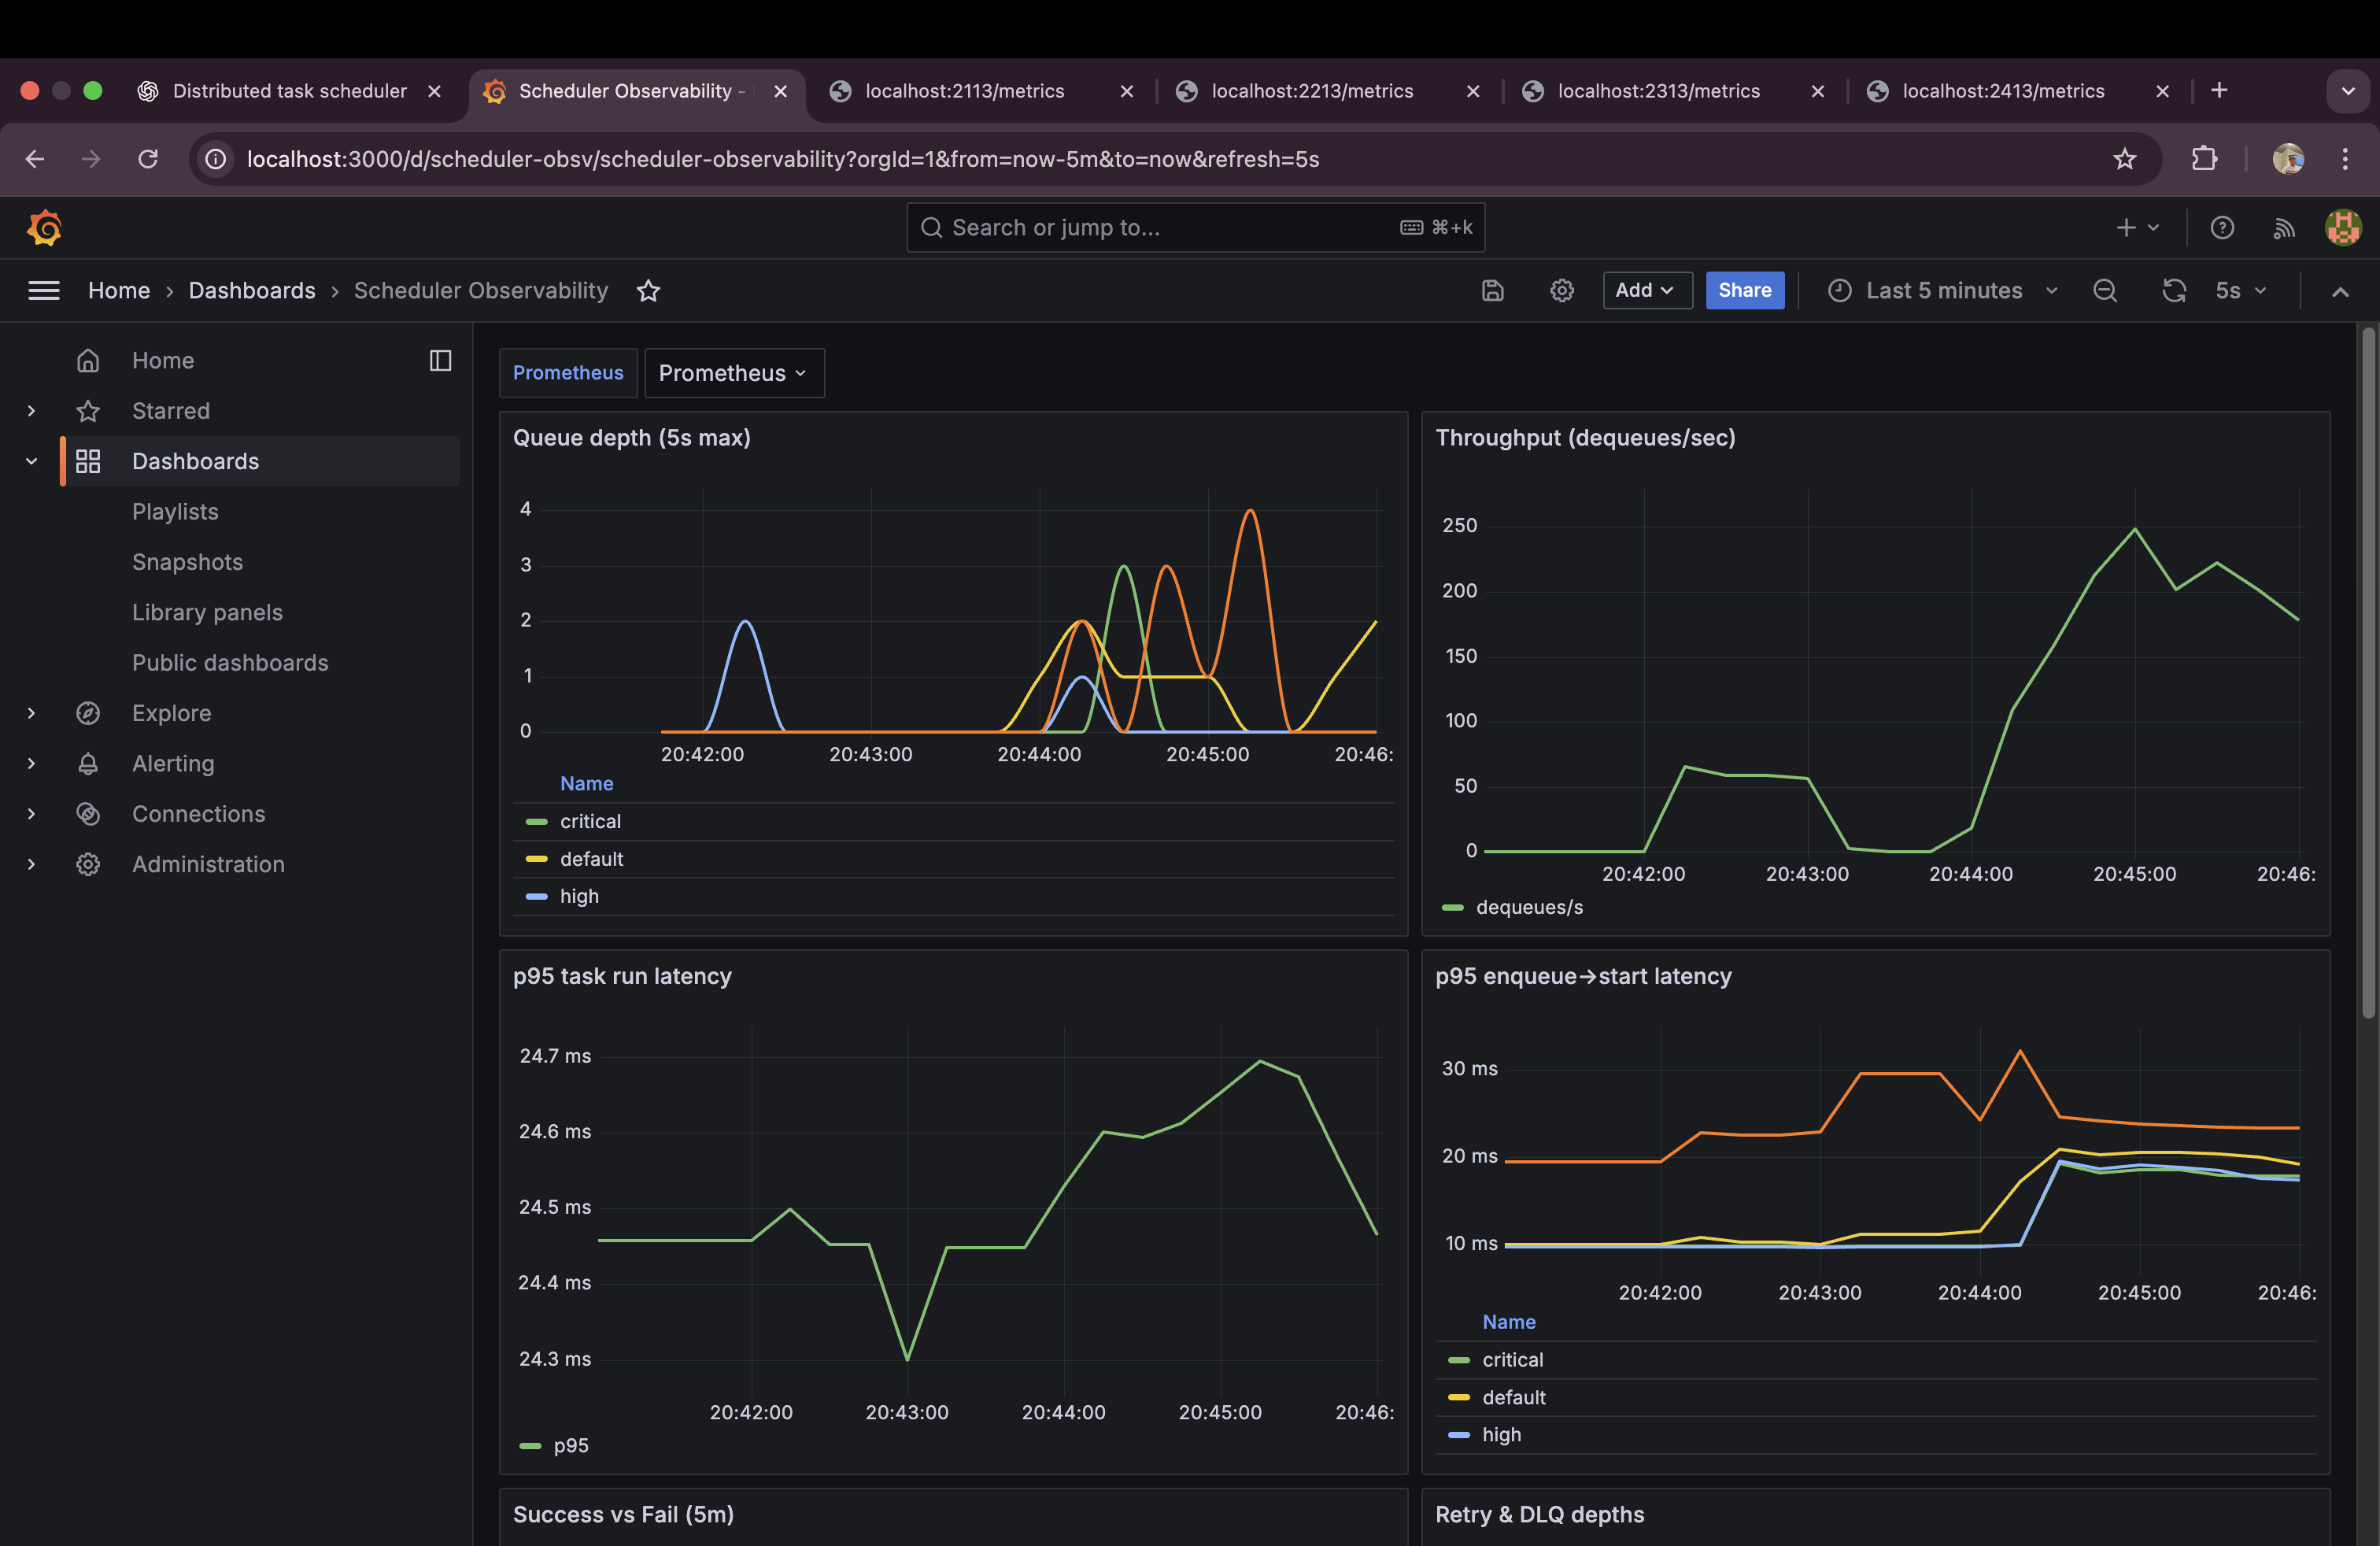 Distributed task scheduler
Scheduler Observability -
localhost:2113/metrics
localhost:2213/metrics
localhost:2313/metrics
localhost:2413/metrics
localhost:3000/d/scheduler-obsv/scheduler-observability?orgId=1&from=now-5m&to=now&refresh=5s
Search or jump to...
⌘+k
Home › Dashboards › Scheduler Observability
Add
Share
Last 5 minutes
5s
Home
Starred
Dashboards
Playlists
Snapshots
Library panels
Public dashboards
Explore
Alerting
Connections
Administration
Prometheus
Prometheus
Queue depth (5s max)
4
3
2
1
0
20:42:00 20:43:00 20:44:00 20:45:00 20:46:
Name
critical
default
high
Throughput (dequeues/sec)
250
200
150
100
50
0
20:42:00 20:43:00 20:44:00 20:45:00 20:46:
dequeues/s
p95 task run latency
24.7 ms
24.6 ms
24.5 ms
24.4 ms
24.3 ms
20:42:00 20:43:00 20:44:00 20:45:00 20:46:
p95
p95 enqueue→start latency
30 ms
20 ms
10 ms
20:42:00 20:43:00 20:44:00 20:45:00 20:46:
Name
critical
default
high
Success vs Fail (5m)
Retry & DLQ depths